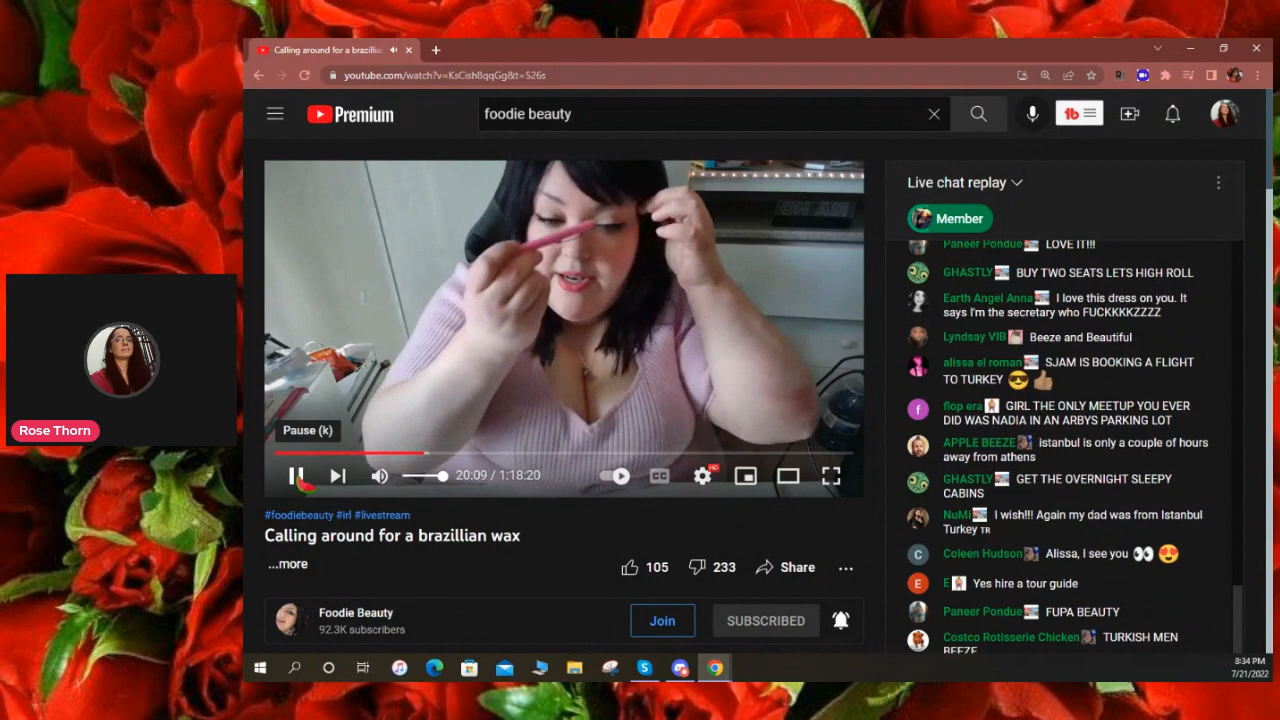 Calling around for a brazillia
youtube.com/watch?v=KsCish8qqGg&t=526s
Premium
foodie beauty
ON AIR
Pause (k)
20:09 / 1:18:20
CC
HD
#foodiebeauty #irl #livestream
Calling around for a brazillian wax
...more
105
233
Share
Foodie Beauty
92.3K subscribers
Join
SUBSCRIBED
Rose Thorn
Live chat replay
Member
Paneer Pondue LOVE IT!!!
GHASTLY BUY TWO SEATS LETS HIGH ROLL
Earth Angel Anna I love this dress on you. It
says I'm the secretary who FUCKKKKZZZZ
Lyndsay VIB Beeze and Beautiful
alissa el roman SJAM IS BOOKING A FLIGHT
TO TURKEY
flop era GIRL THE ONLY MEETUP YOU EVER
DID WAS NADIA IN AN ARBYS PARKING LOT
APPLE BEEZE istanbul is only a couple of hours
away from athens
GHASTLY GET THE OVERNIGHT SLEEPY
CABINS
NuMi I wish!!! Again my dad was from Istanbul
Turkey TR
Coleen Hudson Alissa, I see you
E Yes hire a tour guide
Paneer Pondue FUPA BEAUTY
Costco Rotisserie Chicken TURKISH MEN
BEEZE
8:34 PM
7/21/2022